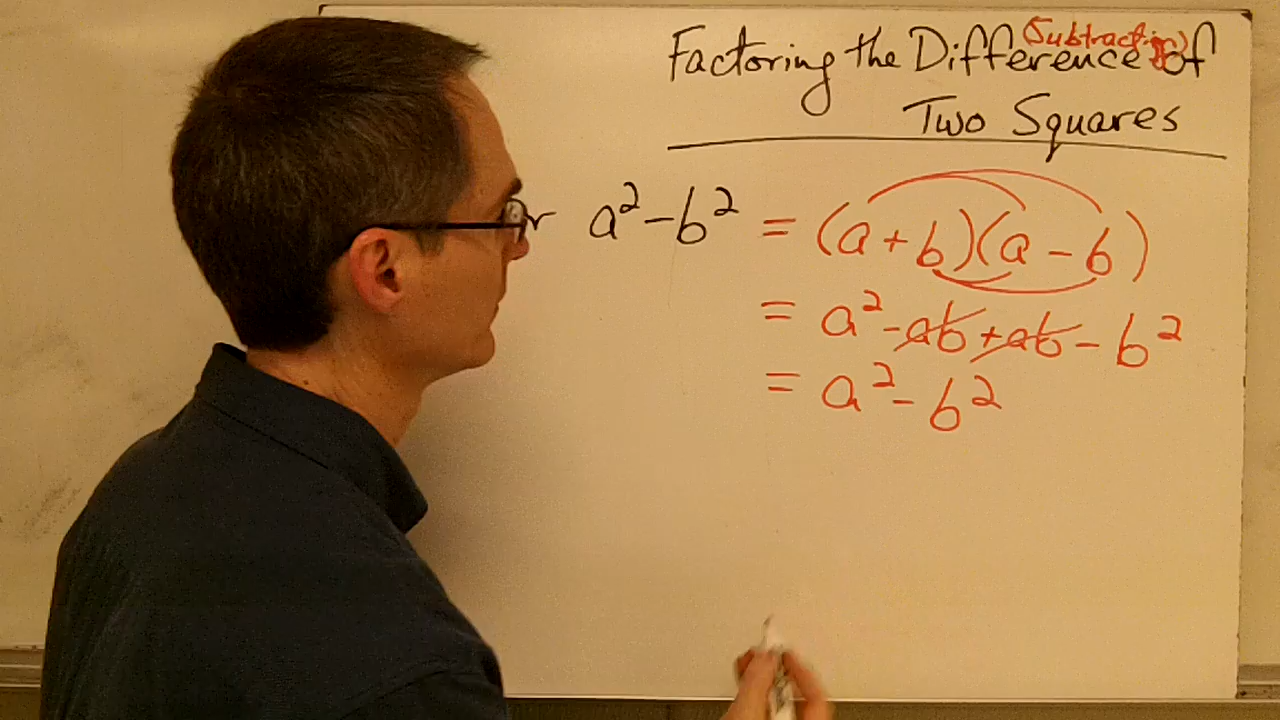 (Subtraction)
Factoring the Difference of
Two Squares
r a² - b² = (a + b)(a - b)
= a² - ab + ab - b²
= a² - b²